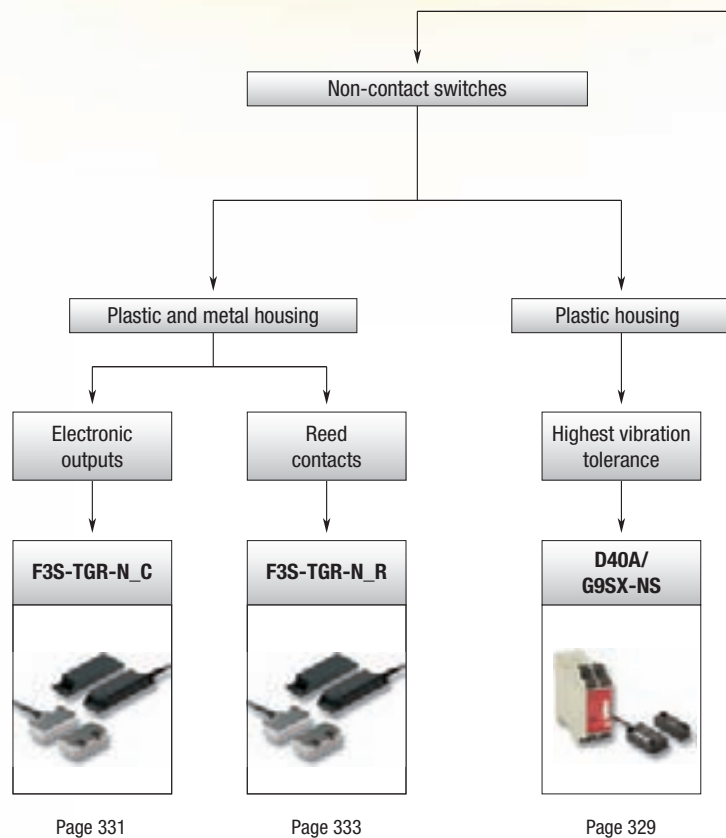 Non-contact switches
Plastic and metal housing
Plastic housing
Electronic
outputs
Reed
contacts
Highest vibration
tolerance
F3S-TGR-N_C
F3S-TGR-N_R
D40A/
G9SX-NS
Page 331
Page 333
Page 329